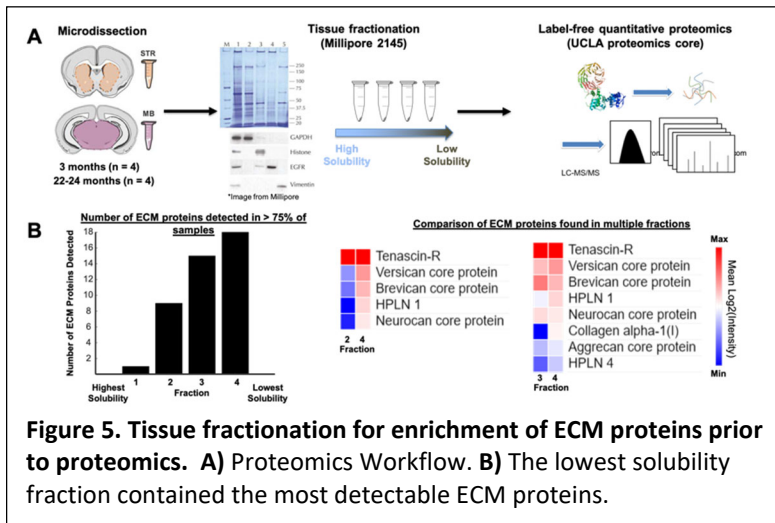 A
Microdissection
STR
MB
3 months (n = 4)
22-24 months (n = 4)
M. 1 2 3 4 5
250
150
100
75
50
37.5
25
20
GAPDH
Histone
EGFR
Vimentin
*Image from Millipore
Tissue fractionation
(Millipore 2145)
High
Solubility
Low
Solubility
Label-free quantitative proteomics
(UCLA proteomics core)
LC-MS/MS
B
Number of ECM proteins detected in > 75% of
samples
Number of ECM Proteins Detected
18
16
14
12
10
8
6
4
2
1 2 3 4
Highest
Solubility
Fraction
Lowest
Solubility
Comparison of ECM proteins found in multiple fractions
Tenascin-R
Versican core protein
Brevican core protein
HPLN 1
Neurocan core protein
2 4
Fraction
Tenascin-R
Versican core protein
Brevican core protein
HPLN 1
Neurocan core protein
Collagen alpha-1(I)
Aggrecan core protein
HPLN 4
3 4
Fraction
Max
Mean Log2(Intensity)
Min
Figure 5. Tissue fractionation for enrichment of ECM proteins prior
to proteomics. A) Proteomics Workflow. B) The lowest solubility
fraction contained the most detectable ECM proteins.